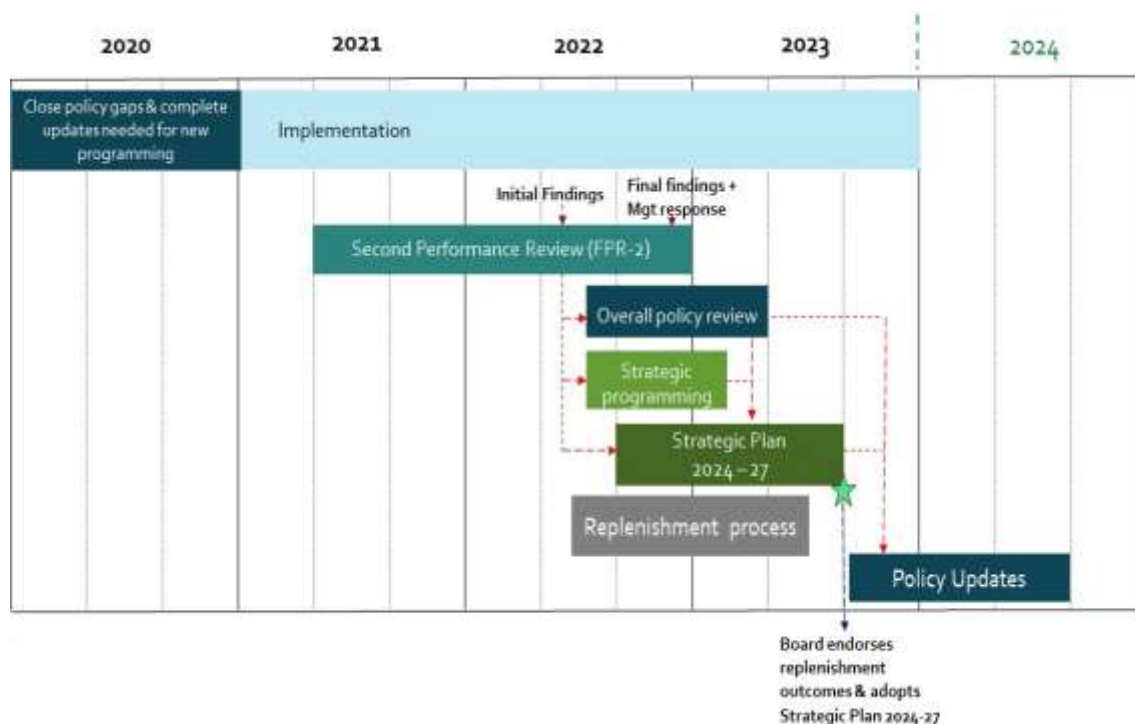 2020 2021 2022 2023 2024
Close policy gaps & complete
updates needed for new
programming
Implementation
Initial Findings
Final findings +
Mgt response
Second Performance Review (FPR-2)
Overall policy review
Strategic
programming
Strategic Plan
2024 – 27
Replenishment process
Policy Updates
Board endorses
replenishment
outcomes & adopts
Strategic Plan 2024-27